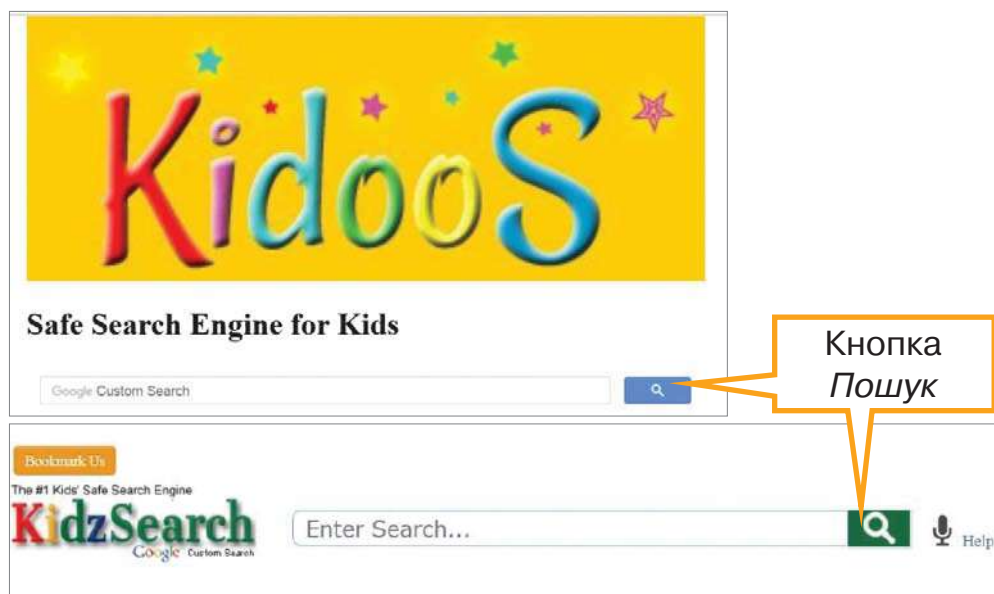 KidooS
Safe Search Engine for Kids
Google Custom Search
Кнопка
Пошук
Bookmark Us
The #1 Kids' Safe Search Engine
KidzSearch
Google Custom Search
Enter Search...
Help